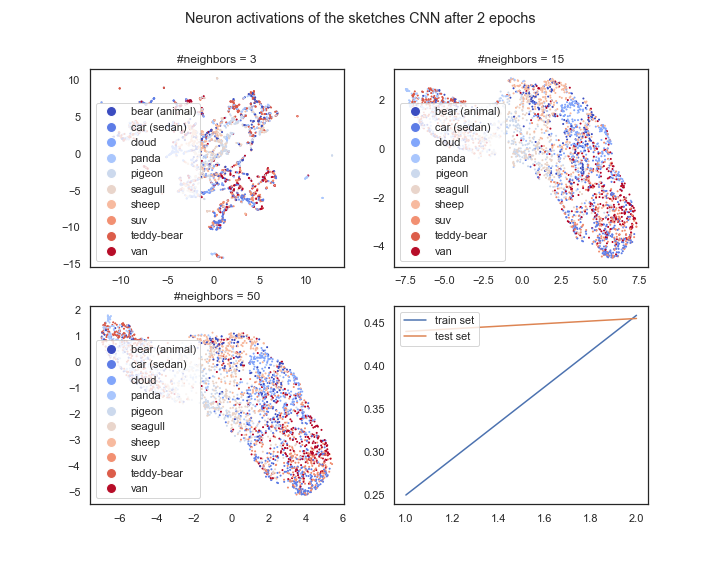 Neuron activations of the sketches CNN after 2 epochs
#neighbors = 3
10
5
0
−5
−10
−15
−10
−5
0
5
10
bear (animal)
car (sedan)
cloud
panda
pigeon
seagull
sheep
suv
teddy-bear
van
#neighbors = 15
2
0
−2
−4
−7.5
−5.0
−2.5
0.0
2.5
5.0
7.5
bear (animal)
car (sedan)
cloud
panda
pigeon
seagull
sheep
suv
teddy-bear
van
#neighbors = 50
2
1
0
−1
−2
−3
−4
−5
−6
−4
−2
0
2
4
6
bear (animal)
car (sedan)
cloud
panda
pigeon
seagull
sheep
suv
teddy-bear
van
train set
test set
0.45
0.40
0.35
0.30
0.25
1.0
1.2
1.4
1.6
1.8
2.0